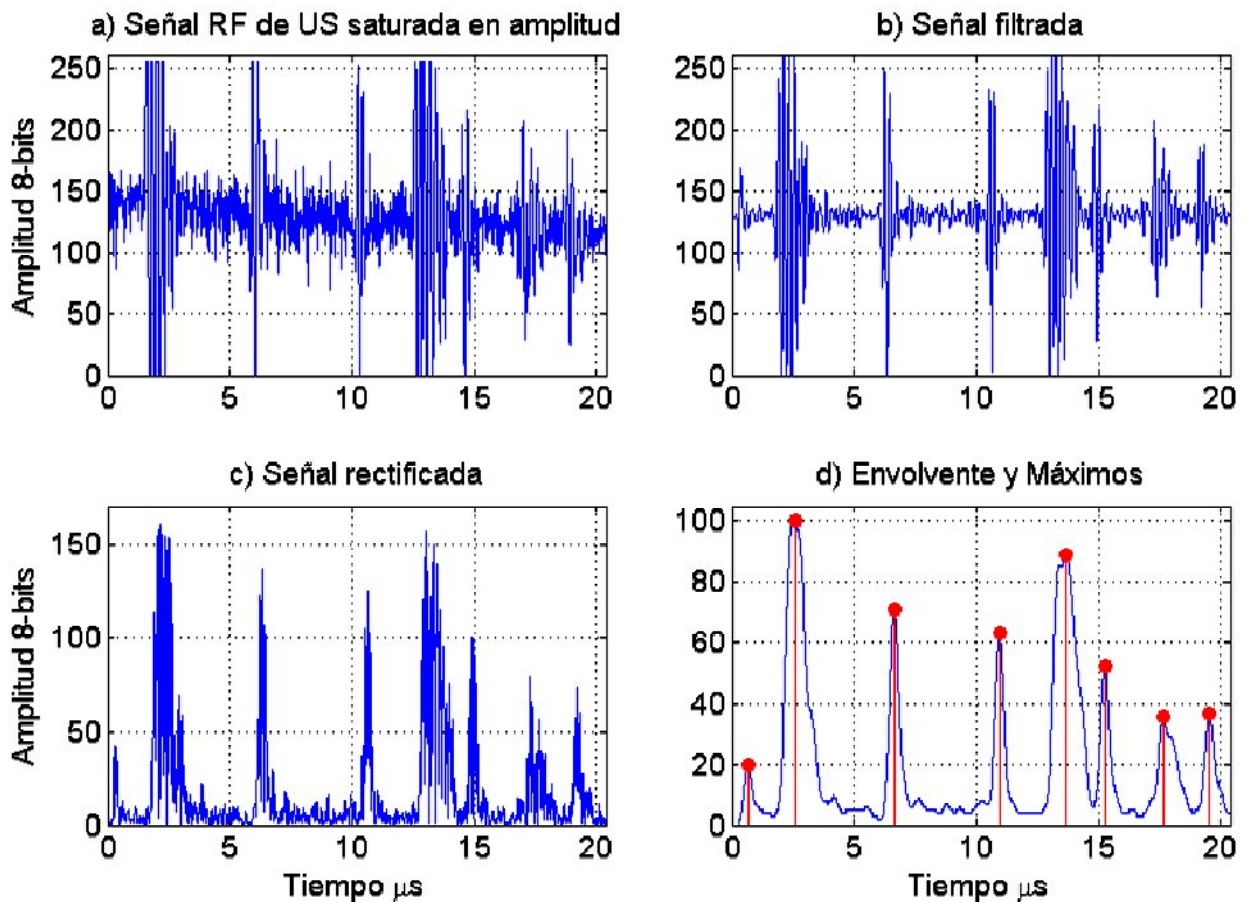 a) Señal RF de US saturada en amplitud
b) Señal filtrada
Amplitud 8-bits
250
200
150
100
50
0
0 5 10 15 20
250
200
150
100
50
0
0 5 10 15 20
c) Señal rectificada
d) Envolvente y Máximos
Amplitud 8-bits
150
100
50
0
0 5 10 15 20
Tiempo μs
100
80
60
40
20
0
0 5 10 15 20
Tiempo μs